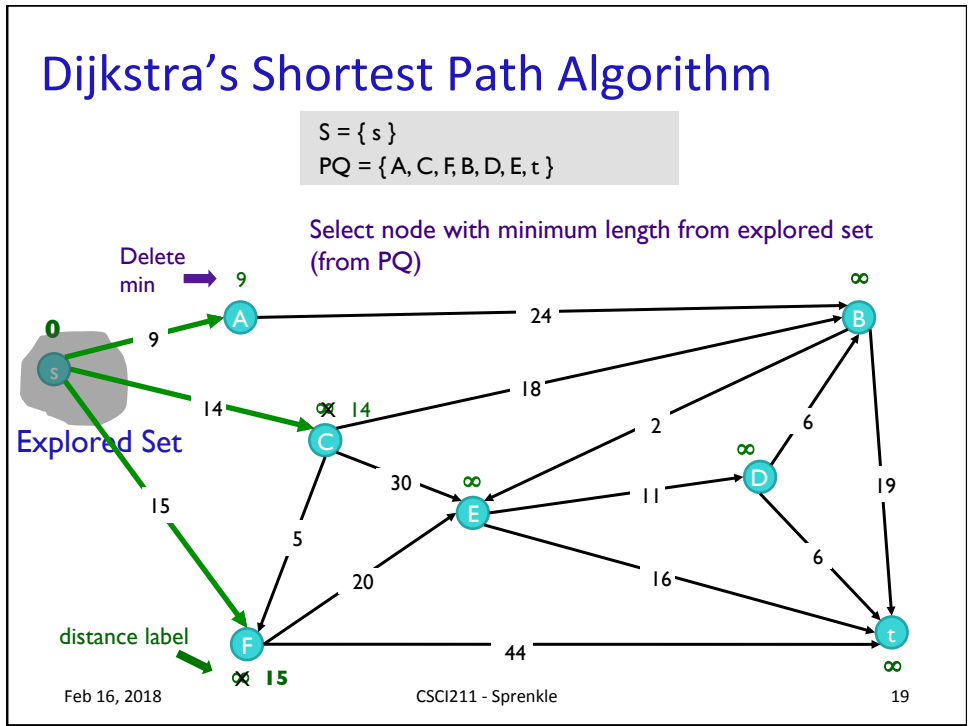 Dijkstra's Shortest Path Algorithm
S = { s }
PQ = { A, C, F, B, D, E, t }
Select node with minimum length from explored set
(from PQ)
Delete
min
9
∞
0
A
24
B
9
s
18
14
∞ 14
Explored Set
C
2
6
∞
∞
D
30
19
15
E
11
5
20
16
6
distance label
F
44
t
∞ 15
∞
Feb 16, 2018
CSCI211 - Sprenkle
19